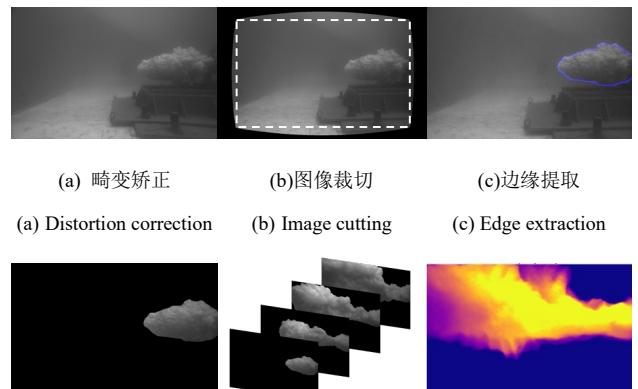 (a) 畸变矫正 (b)图像裁切 (c)边缘提取
(a) Distortion correction (b) Image cutting (c) Edge extraction